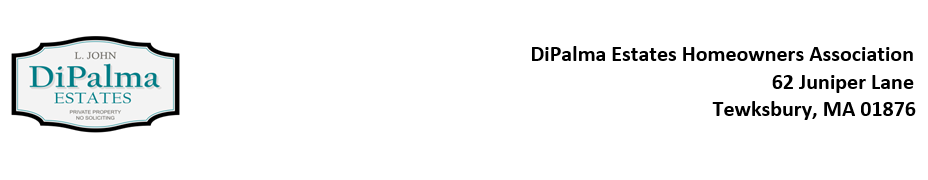 L. JOHN
DiPalma
ESTATES
PRIVATE PROPERTY
NO SOLICITING
DiPalma Estates Homeowners Association
62 Juniper Lane
Tewksbury, MA 01876